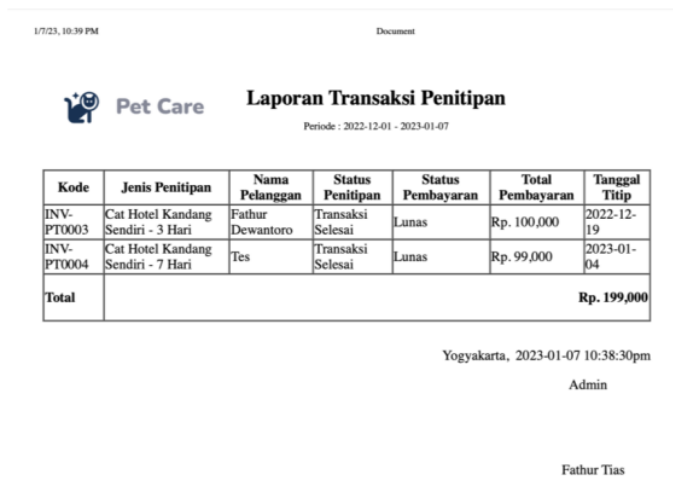 1/7/23, 10:39 PM Document
Pet Care
Laporan Transaksi Penitipan
Periode : 2022-12-01 - 2023-01-07
Kode Jenis Penitipan Nama Pelanggan Status Penitipan Status Pembayaran Total Pembayaran Tanggal Titip
INV-PT0003 Cat Hotel Kandang Sendiri - 3 Hari Fathur Dewantoro Transaksi Selesai Lunas Rp. 100,000 2022-12-19
INV-PT0004 Cat Hotel Kandang Sendiri - 7 Hari Tes Transaksi Selesai Lunas Rp. 99,000 2023-01-04
Total Rp. 199,000
Yogyakarta, 2023-01-07 10:38:30pm
Admin
Fathur Tias